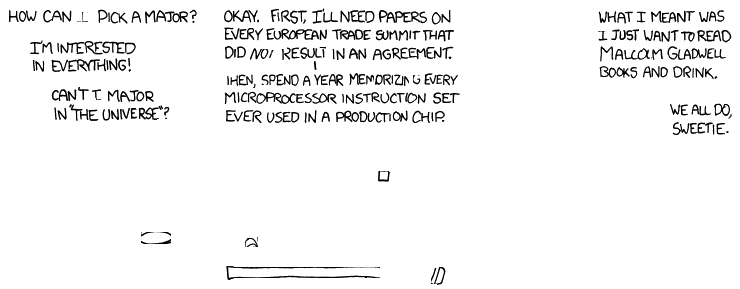 HOW CAN I PICK A MAJOR?
I'M INTERESTED
IN EVERYTHING!
CAN'T I MAJOR
IN "THE UNIVERSE"?
OKAY. FIRST, I'LL NEED PAPERS ON
EVERY EUROPEAN TRADE SUMMIT THAT
DID NOT RESULT IN AN AGREEMENT.
THEN, SPEND A YEAR MEMORIZING EVERY
MICROPROCESSOR INSTRUCTION SET
EVER USED IN A PRODUCTION CHIP.
WHAT I MEANT WAS
I JUST WANT TO READ
MALCOLM GLADWELL
BOOKS AND DRINK.
WE ALL DO,
SWEETIE.